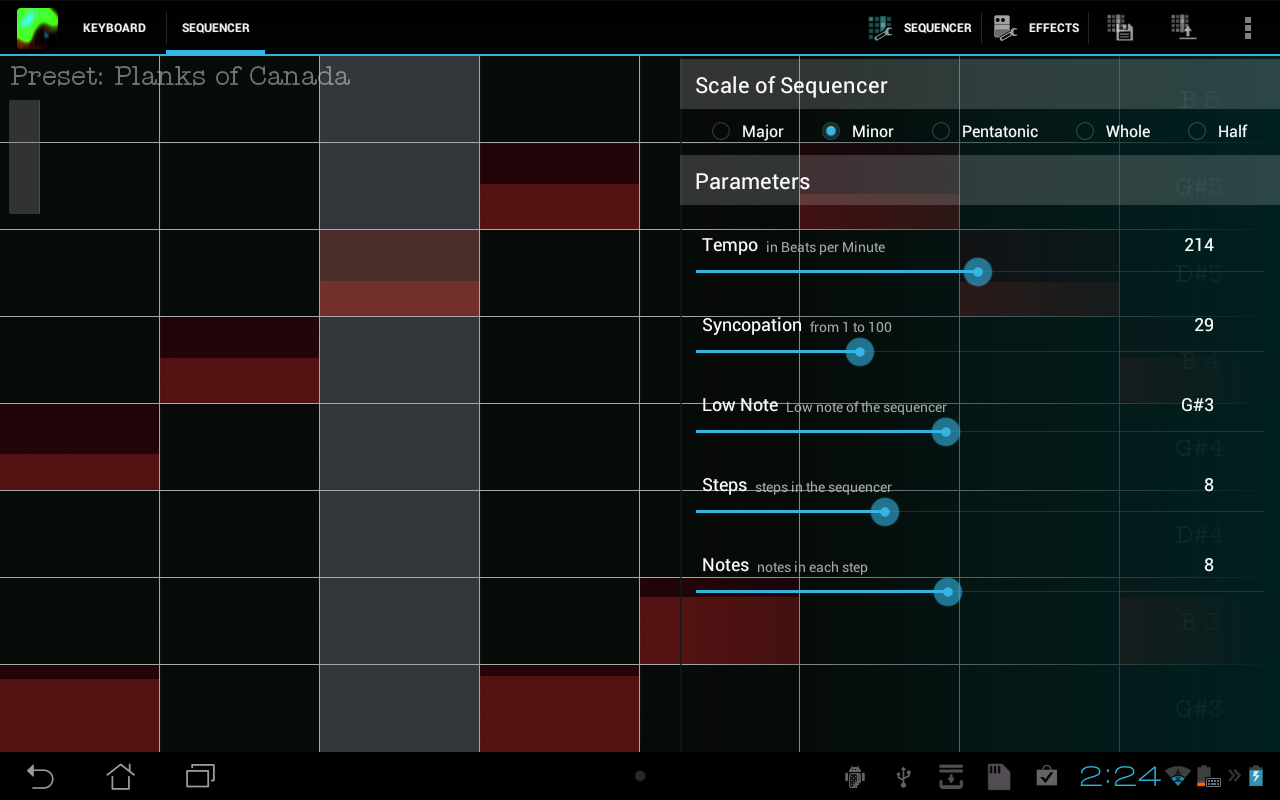 KEYBOARD SEQUENCER SEQUENCER EFFECTS
Preset: Planks of Canada
Scale of Sequencer
B 5
Major Minor Pentatonic Whole Half
Parameters
G#5
Tempo in Beats per Minute 214
D#5
Syncopation from 1 to 100 29
B 4
Low Note Low note of the sequencer G#3
G#4
Steps steps in the sequencer 8
D#4
Notes notes in each step 8
B 3
G#3
2:24